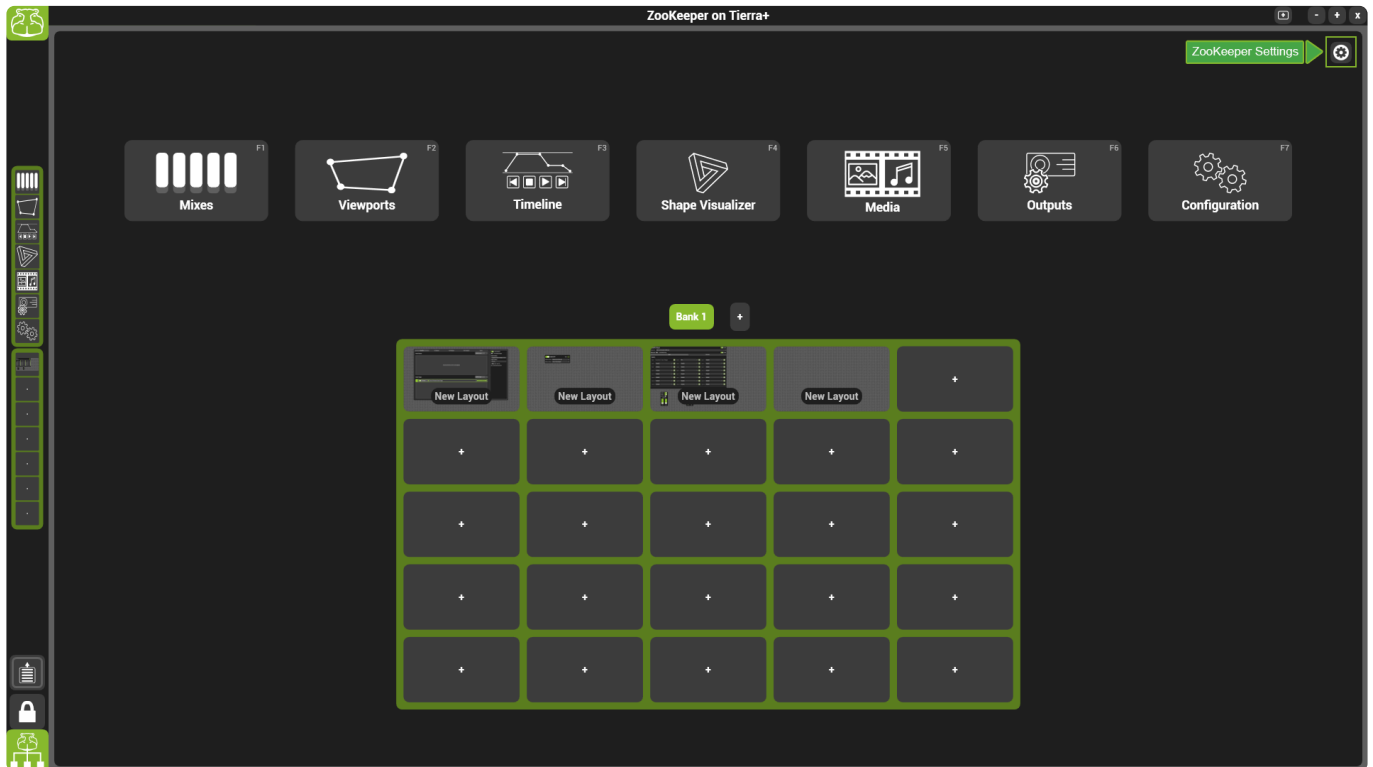 ZooKeeper on Tierra+
- + x
ZooKeeper Settings
F1
Mixes
F2
Viewports
F3
Timeline
F4
Shape Visualizer
F5
Media
F6
Outputs
F7
Configuration
Bank 1 +
New Layout New Layout New Layout New Layout +
+ + + + +
+ + + + +
+ + + + +
+ + + + +